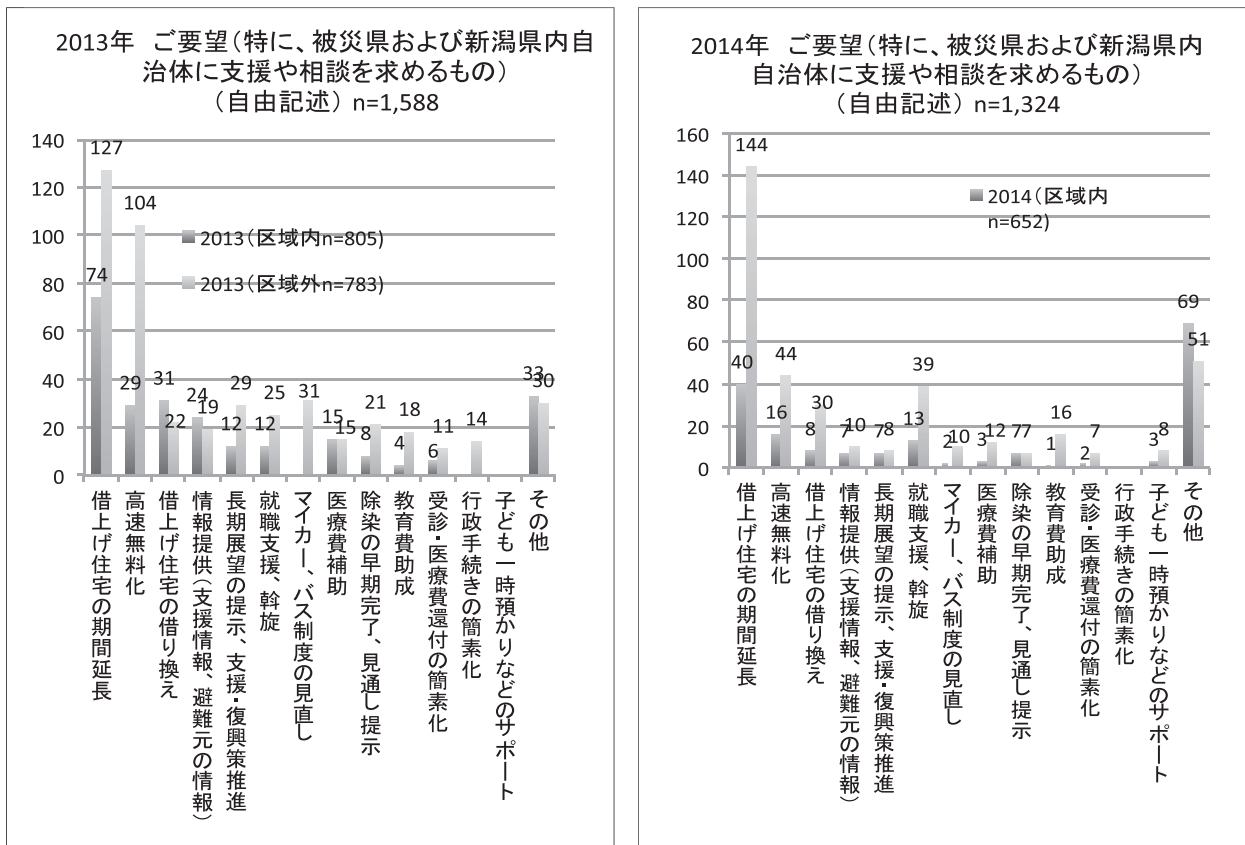 2013年 ご要望(特に、被災県および新潟県内自
治体に支援や相談を求めるもの)
(自由記述) n=1,588
140
120
100
80
60
40
20
0
127
74
104
29
31
22
24
19
12
29
12
25
31
15
15
8
21
4
18
6
11
14
33
30
2013(区域内n=805)
2013(区域外n=783)
借上げ住宅の期間延長
高速無料化
借上げ住宅の借り換え
情報提供(支援情報、避難元の情報)
長期展望の提示、支援・復興策推進
就職支援、斡旋
マイカー、バス制度の見直し
医療費補助
除染の早期完了、見通し提示
教育費助成
受診・医療費還付の簡素化
行政手続きの簡素化
子ども一時預かりなどのサポート
その他
2014年 ご要望(特に、被災県および新潟県内
自治体に支援や相談を求めるもの)
(自由記述) n=1,324
160
140
120
100
80
60
40
20
0
144
40
16
44
8
30
7
10
7
8
13
39
2
10
3
12
7
7
1
16
2
7
3
8
69
51
2014(区域内
n=652)
借上げ住宅の期間延長
高速無料化
借上げ住宅の借り換え
情報提供(支援情報、避難元の情報)
長期展望の提示、支援・復興策推進
就職支援、斡旋
マイカー、バス制度の見直し
医療費補助
除染の早期完了、見通し提示
教育費助成
受診・医療費還付の簡素化
行政手続きの簡素化
子ども一時預かりなどのサポート
その他